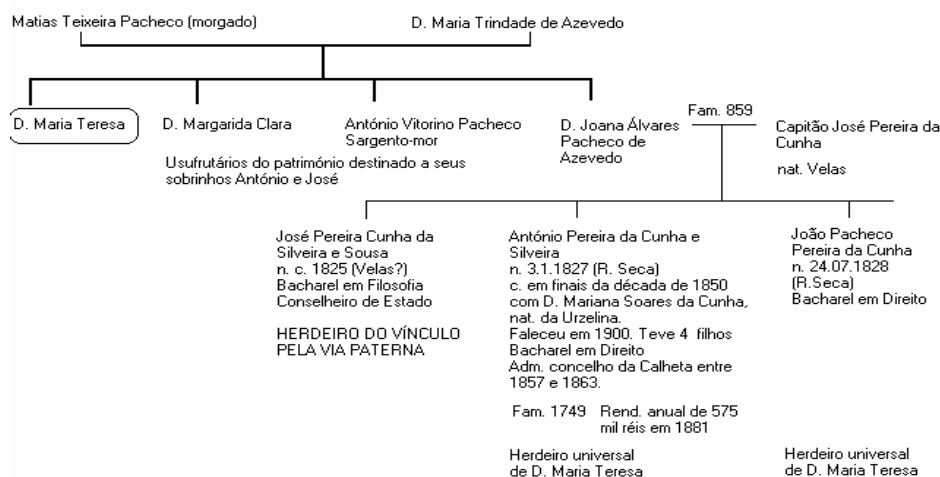 Matias Teixeira Pacheco (morgado)
D. Maria Trindade de Azevedo
D. Maria Teresa
D. Margarida Clara
António Vitorino Pacheco
Sargento-mor
Usufrutários do património destinado a seus
sobrinhos António e José
D. Joana Álvares
Pacheco de
Azevedo
Fam. 859
Capitão José Pereira da
Cunha
nat. Velas
José Pereira Cunha da
Silveira e Sousa
n. c. 1825 (Velas?)
Bacharel em Filosofia
Conselheiro de Estado
HERDEIRO DO VÍNCULO
PELA VIA PATERNA
António Pereira da Cunha e
Silveira
n. 3.1.1827 (R. Seca)
c. em finais da década de 1850
com D. Mariana Soares da Cunha,
nat. da Urzelina.
Faleceu em 1900. Teve 4 filhos
Bacharel em Direito
Adm. concelho da Calheta entre
1857 e 1863.
Fam. 1749 Rend. anual de 575
mil réis em 1881
Herdeiro universal
de D. Maria Teresa
João Pacheco
Pereira da Cunha
n. 24.07.1828
(R.Seca)
Bacharel em Direito
Herdeiro universal
de D. Maria Teresa